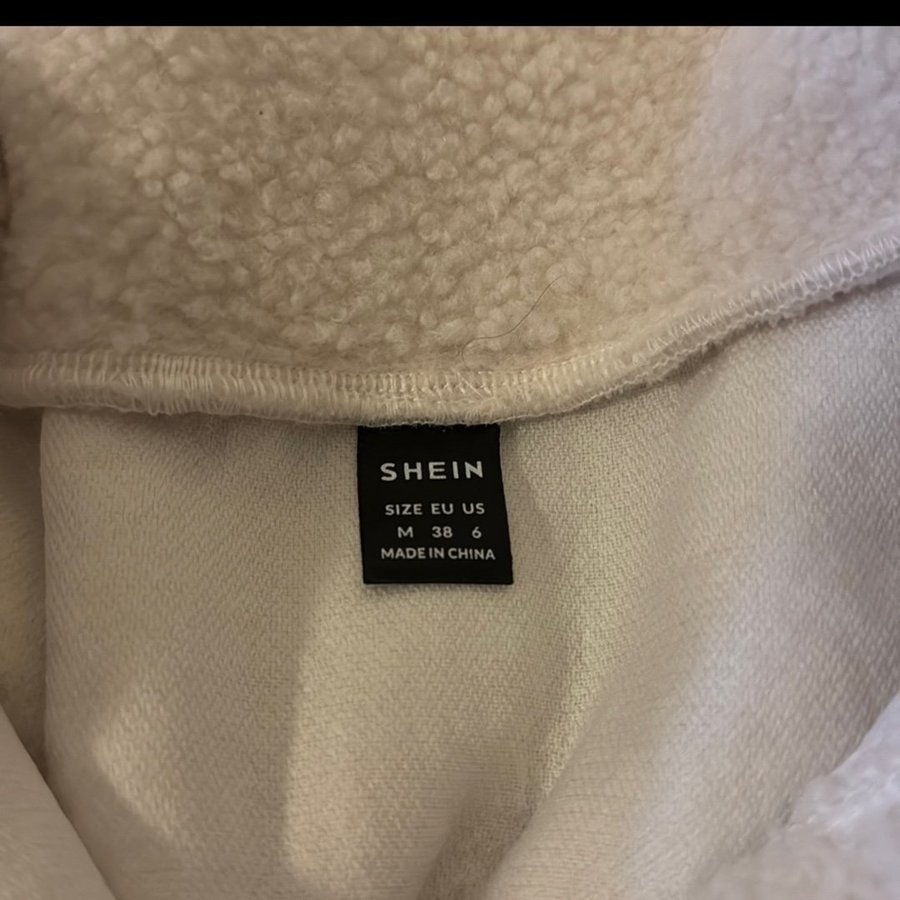 SHEIN
SIZE EU US
M 38 6
MADE IN CHINA